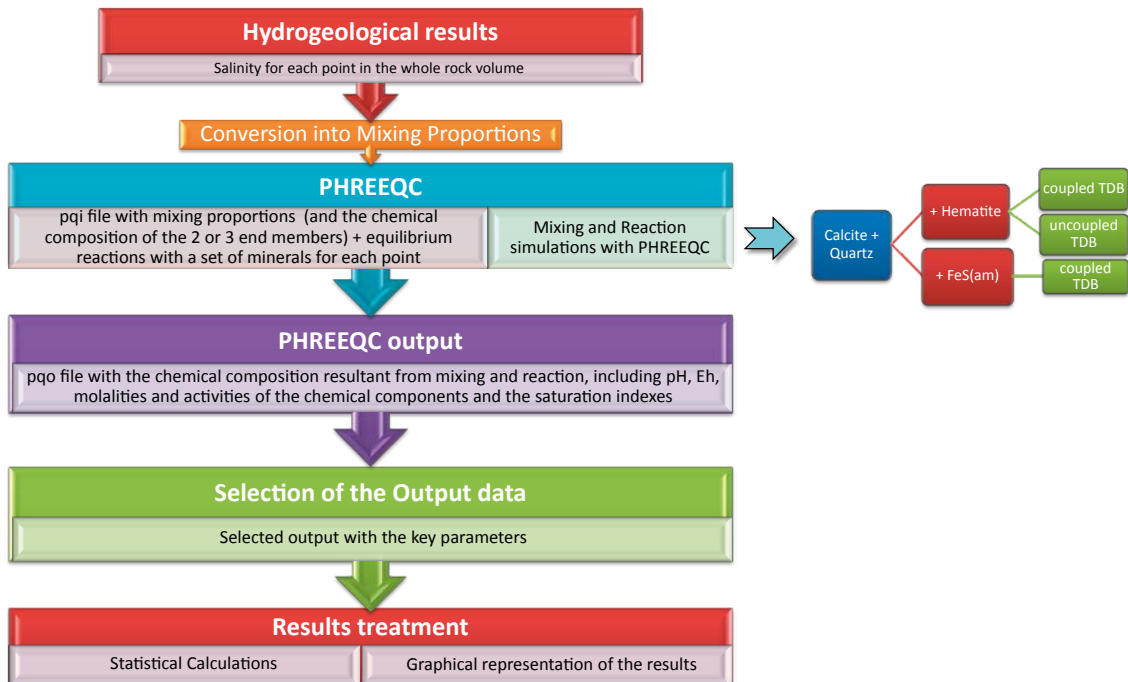 Hydrogeological results
Salinity for each point in the whole rock volume
Conversion into Mixing Proportions
PHREEQC
pqi file with mixing proportions (and the chemical
composition of the 2 or 3 end members) + equilibrium
reactions with a set of minerals for each point
Mixing and Reaction
simulations with PHREEQC
Calcite +
Quartz
+ Hematite
coupled TDB
uncoupled
TDB
+ FeS(am)
coupled
TDB
PHREEQC output
pqo file with the chemical composition resultant from mixing and reaction, including pH, Eh,
molalities and activities of the chemical components and the saturation indexes
Selection of the Output data
Selected output with the key parameters
Results treatment
Statistical Calculations
Graphical representation of the results